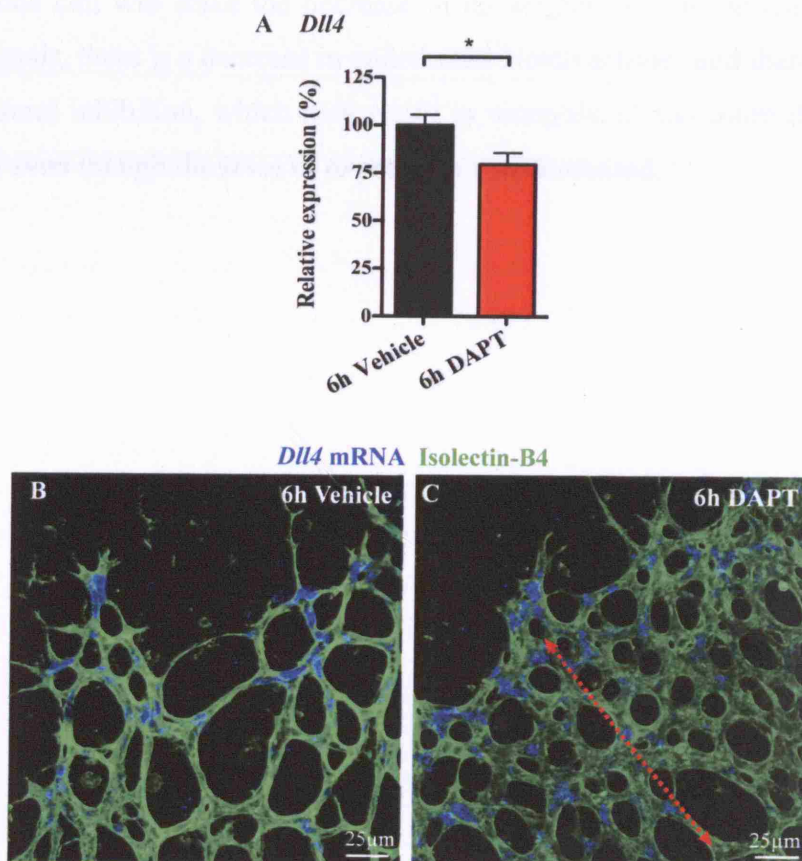 A Dll4
*
Relative expression (%)
125
100
75
50
25
0
6h Vehicle
6h DAPT
Dll4 mRNA Isolectin-B4
B
6h Vehicle
25µm
C
6h DAPT
25µm